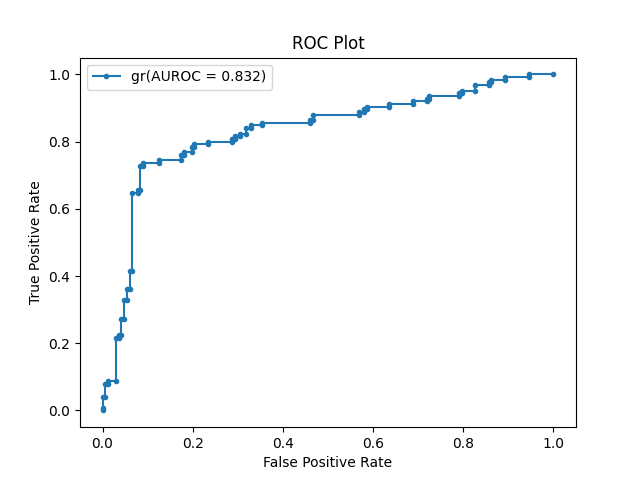 ROC Plot
gr(AUROC = 0.832)
True Positive Rate
1.0
0.8
0.6
0.4
0.2
0.0
0.0 0.2 0.4 0.6 0.8 1.0
False Positive Rate